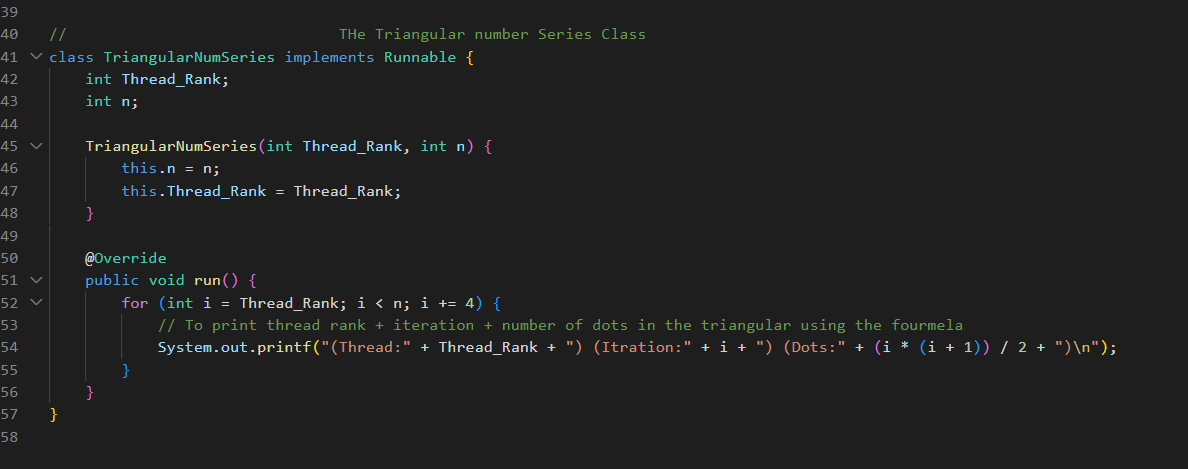 39
40 // THe Triangular number Series Class
41 class TriangularNumSeries implements Runnable {
42 int Thread_Rank;
43 int n;
44
45 TriangularNumSeries(int Thread_Rank, int n) {
46 this.n = n;
47 this.Thread_Rank = Thread_Rank;
48 }
49
50 @Override
51 public void run() {
52 for (int i = Thread_Rank; i < n; i += 4) {
53 // To print thread rank + iteration + number of dots in the triangular using the fourmela
54 System.out.printf("(Thread:" + Thread_Rank + ") (Itration:" + i + ") (Dots:" + (i * (i + 1)) / 2 + ")\n");
55 }
56 }
57 }
58